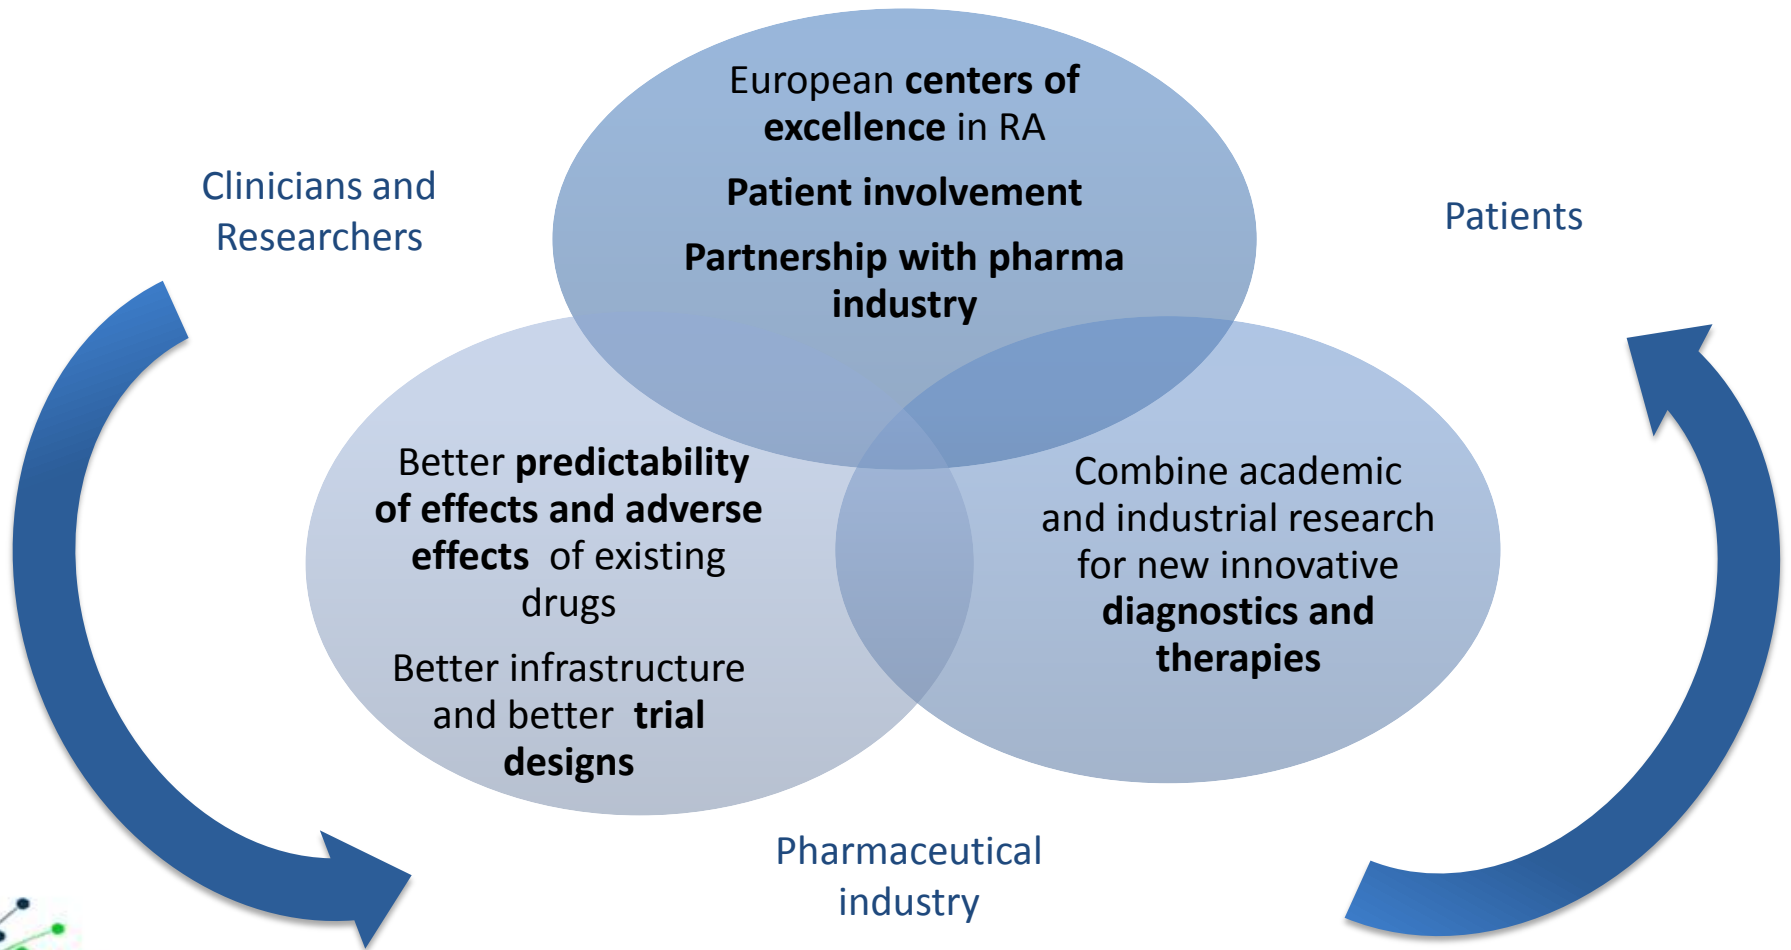 European centers of
excellence in RA
Patient involvement
Partnership with pharma
industry
Clinicians and
Researchers
Patients
Better predictability
of effects and adverse
effects of existing
drugs
Better infrastructure
and better trial
designs
Combine academic
and industrial research
for new innovative
diagnostics and
therapies
Pharmaceutical
industry